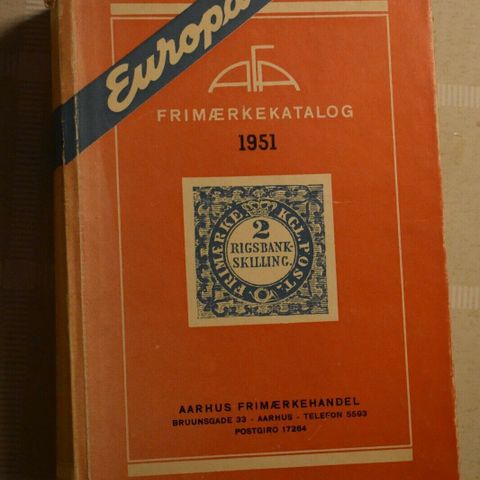 Europa
AFA
FRIMÆRKEKATALOG
1951
KGL. POST.
FRIMÆRKE
2
RIGSBANK-
SKILLING.
AARHUS FRIMÆRKEHANDEL
BRUUNSGADE 33 - AARHUS - TELEFON 5593
POSTGIRO 17264